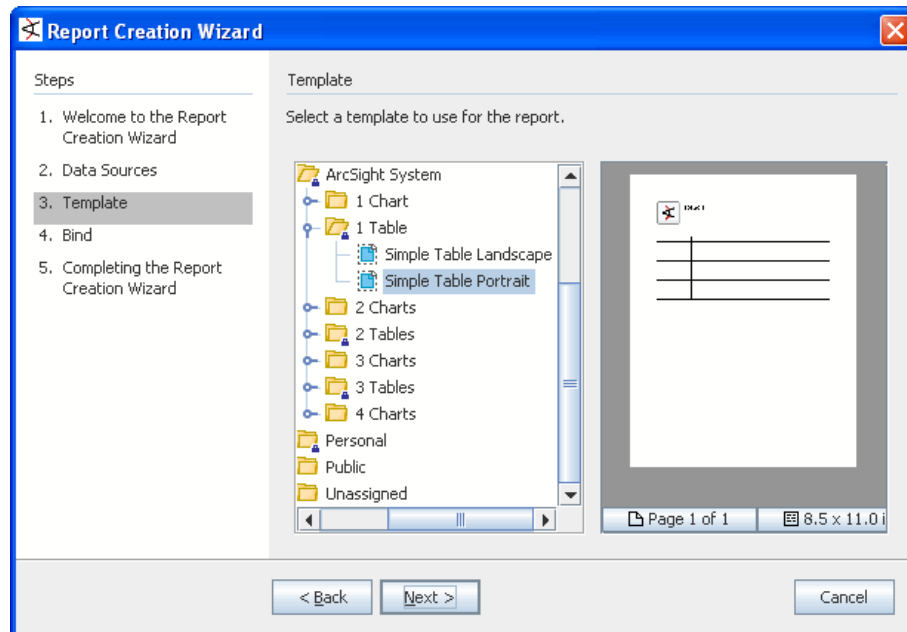 Report Creation Wizard
Steps
1. Welcome to the Report
Creation Wizard
2. Data Sources
3. Template
4. Bind
5. Completing the Report
Creation Wizard
Template
Select a template to use for the report.
ArcSight System
1 Chart
1 Table
Simple Table Landscape
Simple Table Portrait
2 Charts
2 Tables
3 Charts
3 Tables
4 Charts
Personal
Public
Unassigned
Page 1 of 1
8.5 x 11.0 i
< Back
Next >
Cancel